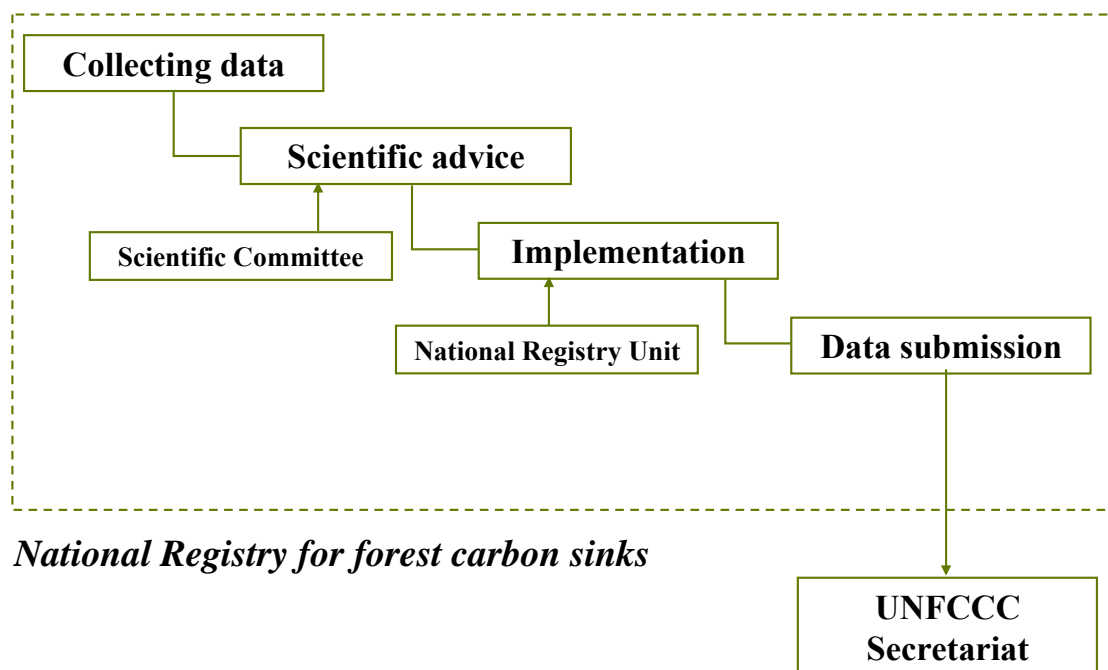 Collecting data
Scientific advice
Scientific Committee
Implementation
National Registry Unit
Data submission
National Registry for forest carbon sinks
UNFCCC
Secretariat